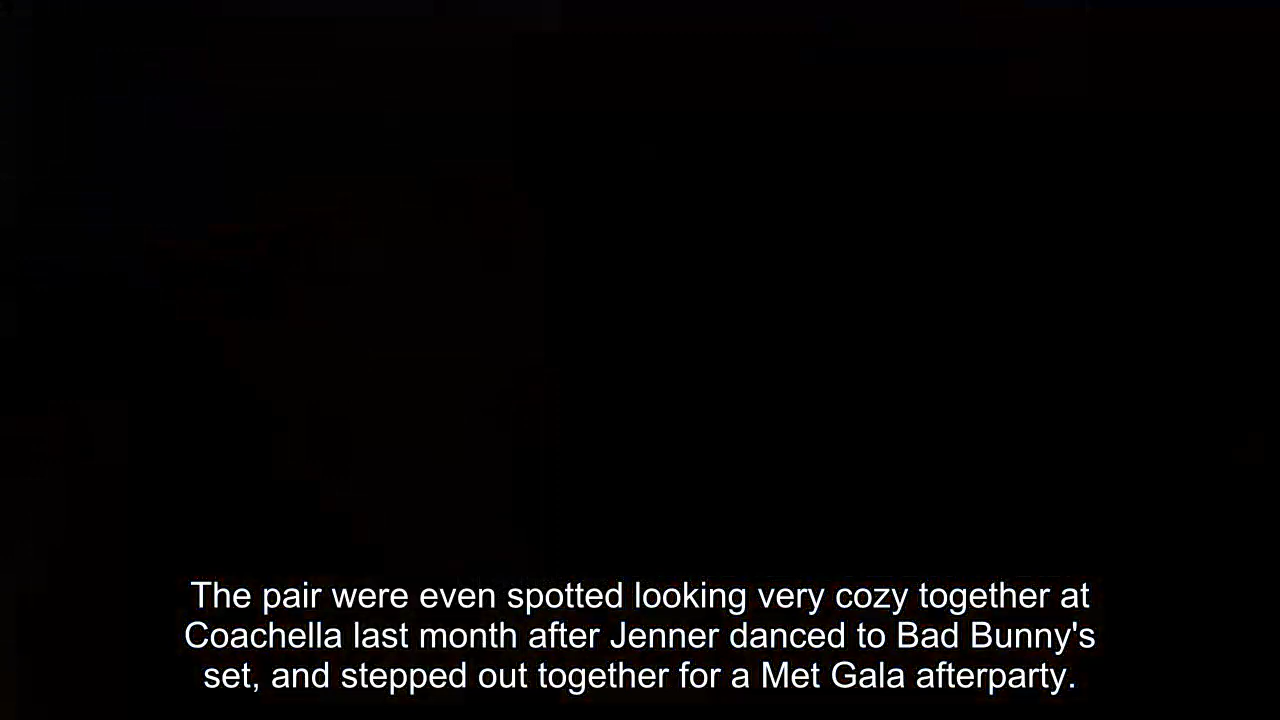 The pair were even spotted looking very cozy together at
Coachella last month after Jenner danced to Bad Bunny's
set, and stepped out together for a Met Gala afterparty.